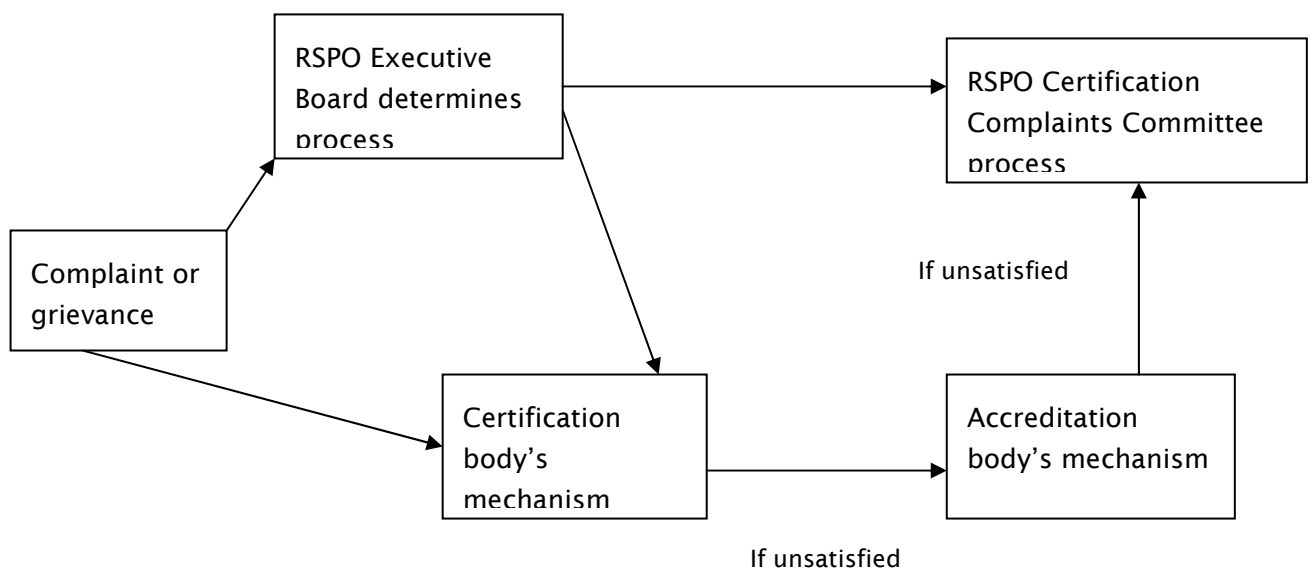 RSPO Executive
Board determines
process
RSPO Certification
Complaints Committee
process
Complaint or
grievance
If unsatisfied
Certification
body’s
mechanism
Accreditation
body’s mechanism
If unsatisfied